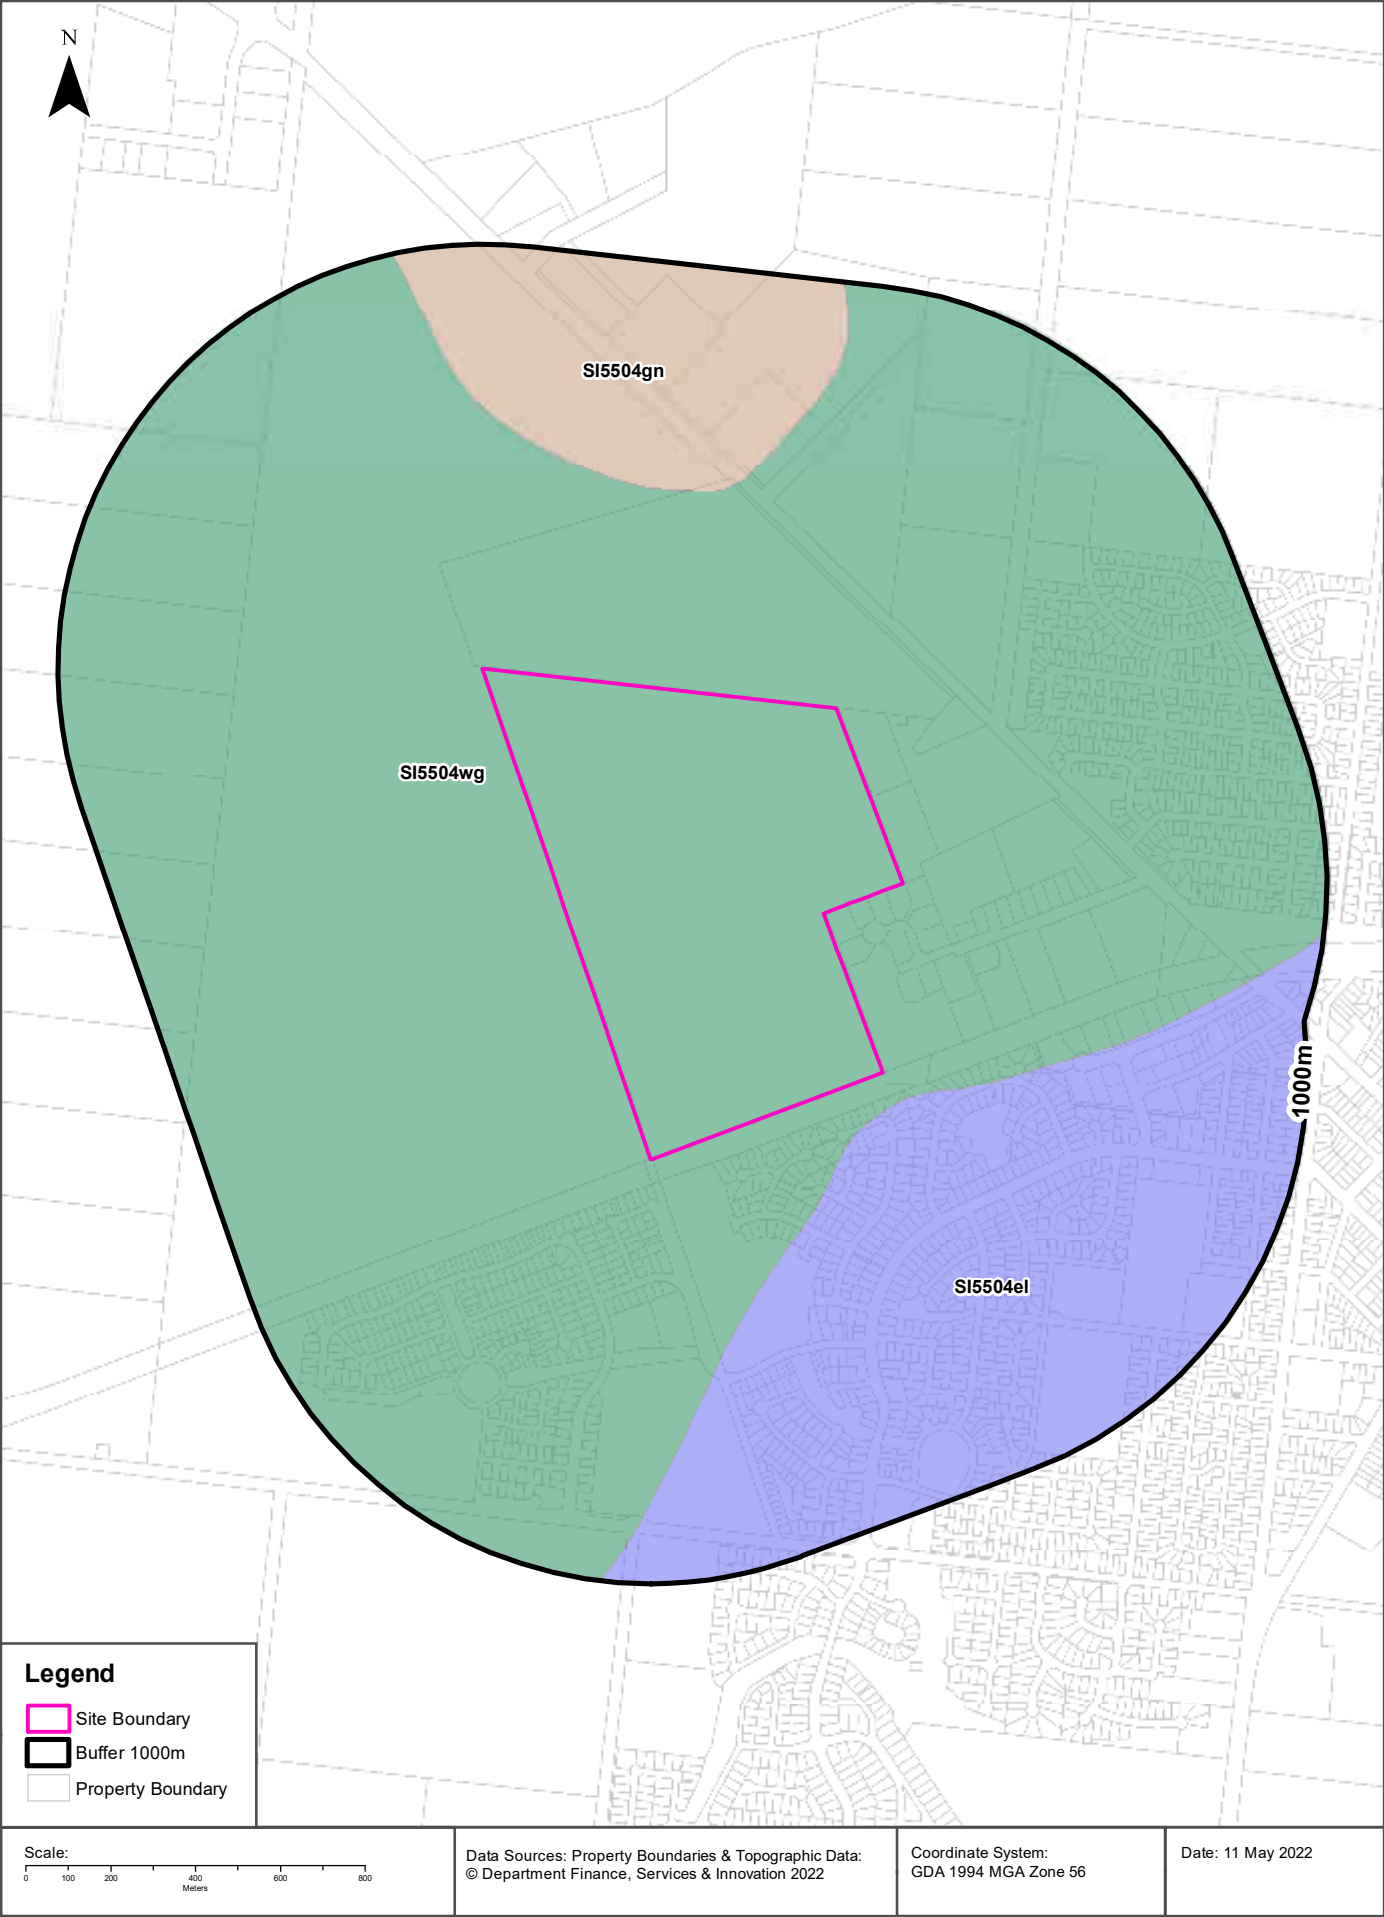 N
SI5504gn
SI5504wg
1000m
SI5504el
Legend
Site Boundary
Buffer 1000m
Property Boundary
Scale:
0 100 200 400 600 800
Meters
Data Sources: Property Boundaries & Topographic Data:
© Department Finance, Services & Innovation 2022
Coordinate System:
GDA 1994 MGA Zone 56
Date: 11 May 2022